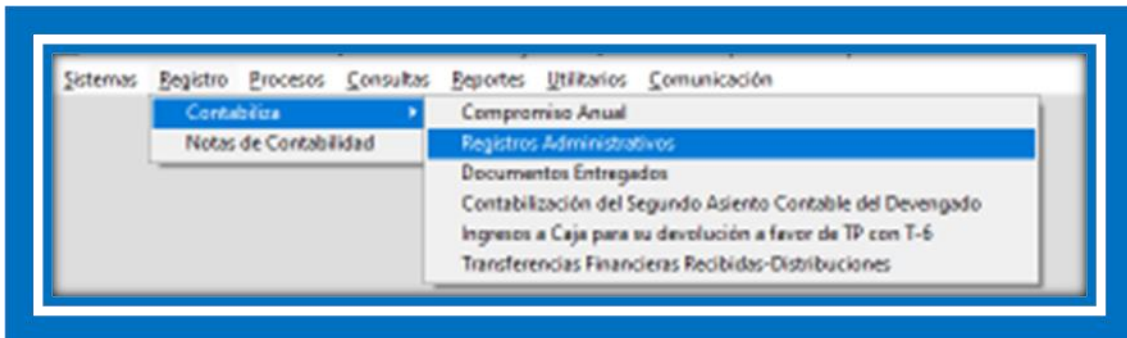 Sistemas Registro Procesos Consultas Reportes Utilitarios Comunicación
Contabiliza
Notas de Contabilidad
Compromiso Anual
Registros Administrativos
Documentos Entregados
Contabilización del Segundo Asiento Contable del Devengado
Ingresos a Caja para su devolución a favor de TP con T-6
Transferencias Financieras Recibidas-Distribuciones